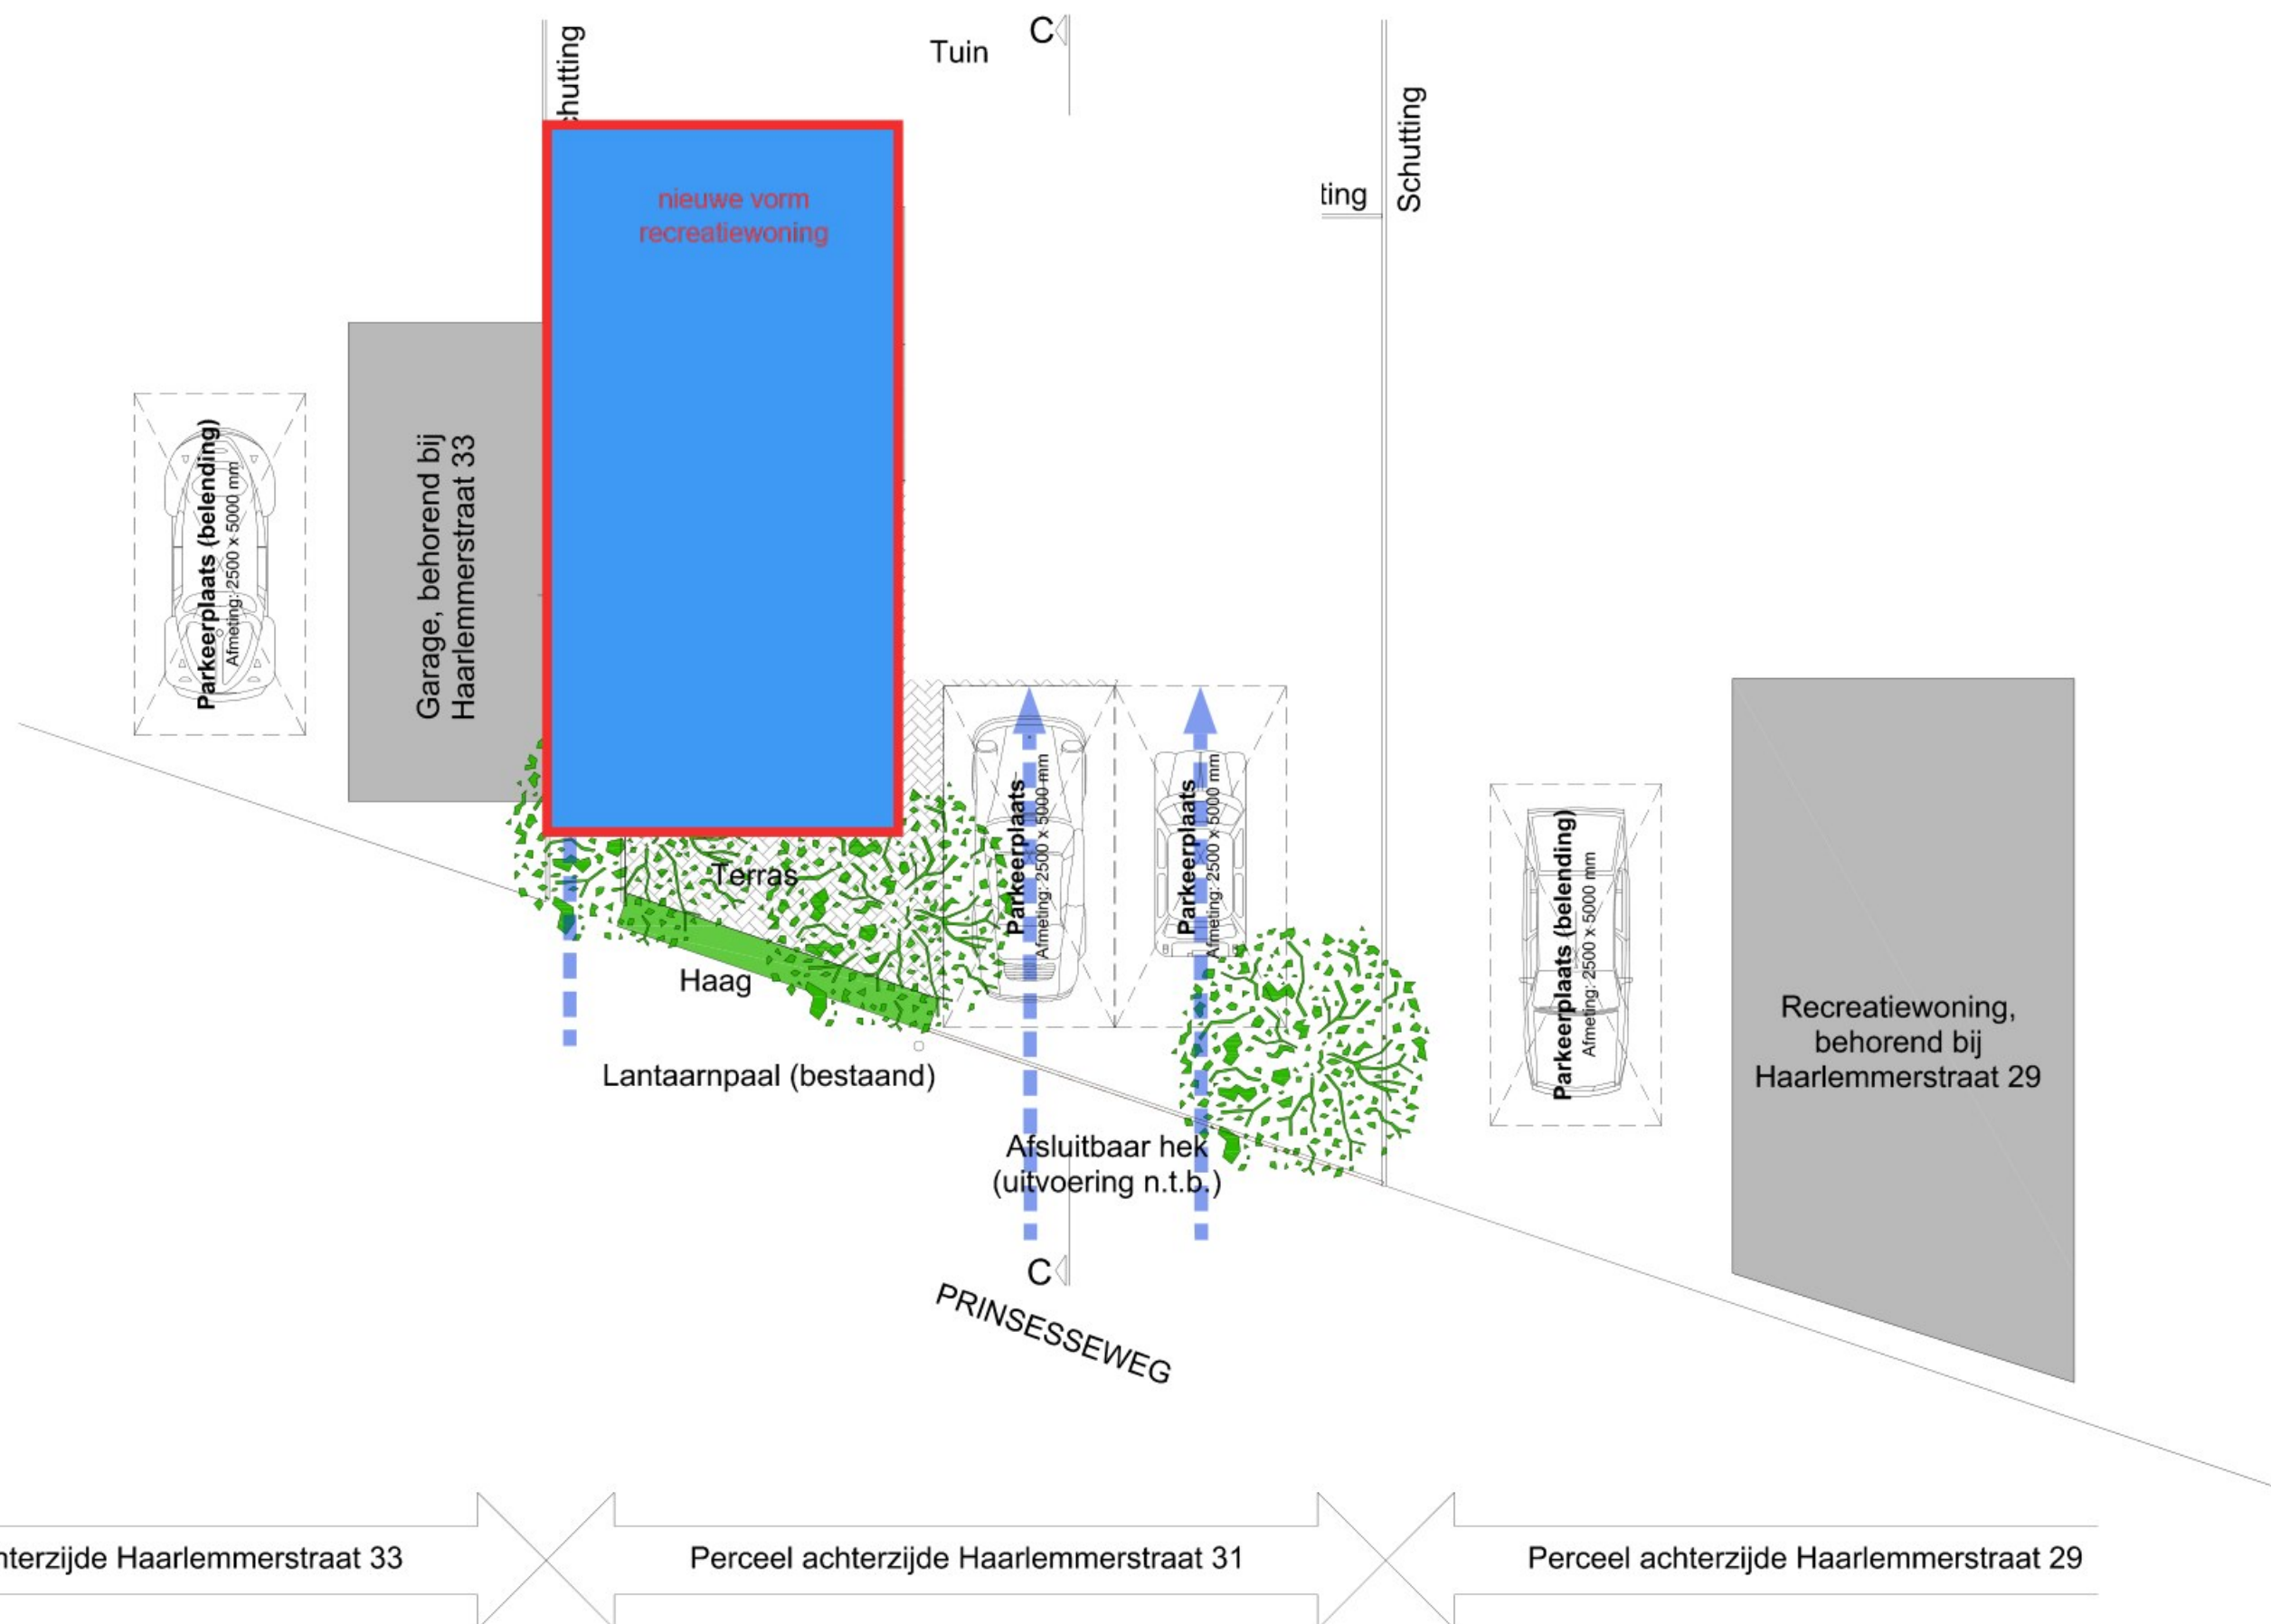 Tuin
C
chutting
Schutting
ting
nieuwe vorm
recreatiewoning
Parkeerplaats (belending)
Afmeting: 2500 x 5000 mm
Garage, behorend bij
Haarlemmerstraat 33
Parkeerplaats
Afmeting: 2500 x 5000 mm
Parkeerplaats
Afmeting: 2500 x 5000 mm
Parkeerplaats (belending)
Afmeting: 2500 x 5000 mm
Terras
Haag
Recreatiewoning,
behorend bij
Haarlemmerstraat 29
Lantaarnpaal (bestaand)
Afsluitbaar hek
(uitvoering n.t.b.)
C
PRINSESSEWEG
hterzijde Haarlemmerstraat 33
Perceel achterzijde Haarlemmerstraat 31
Perceel achterzijde Haarlemmerstraat 29